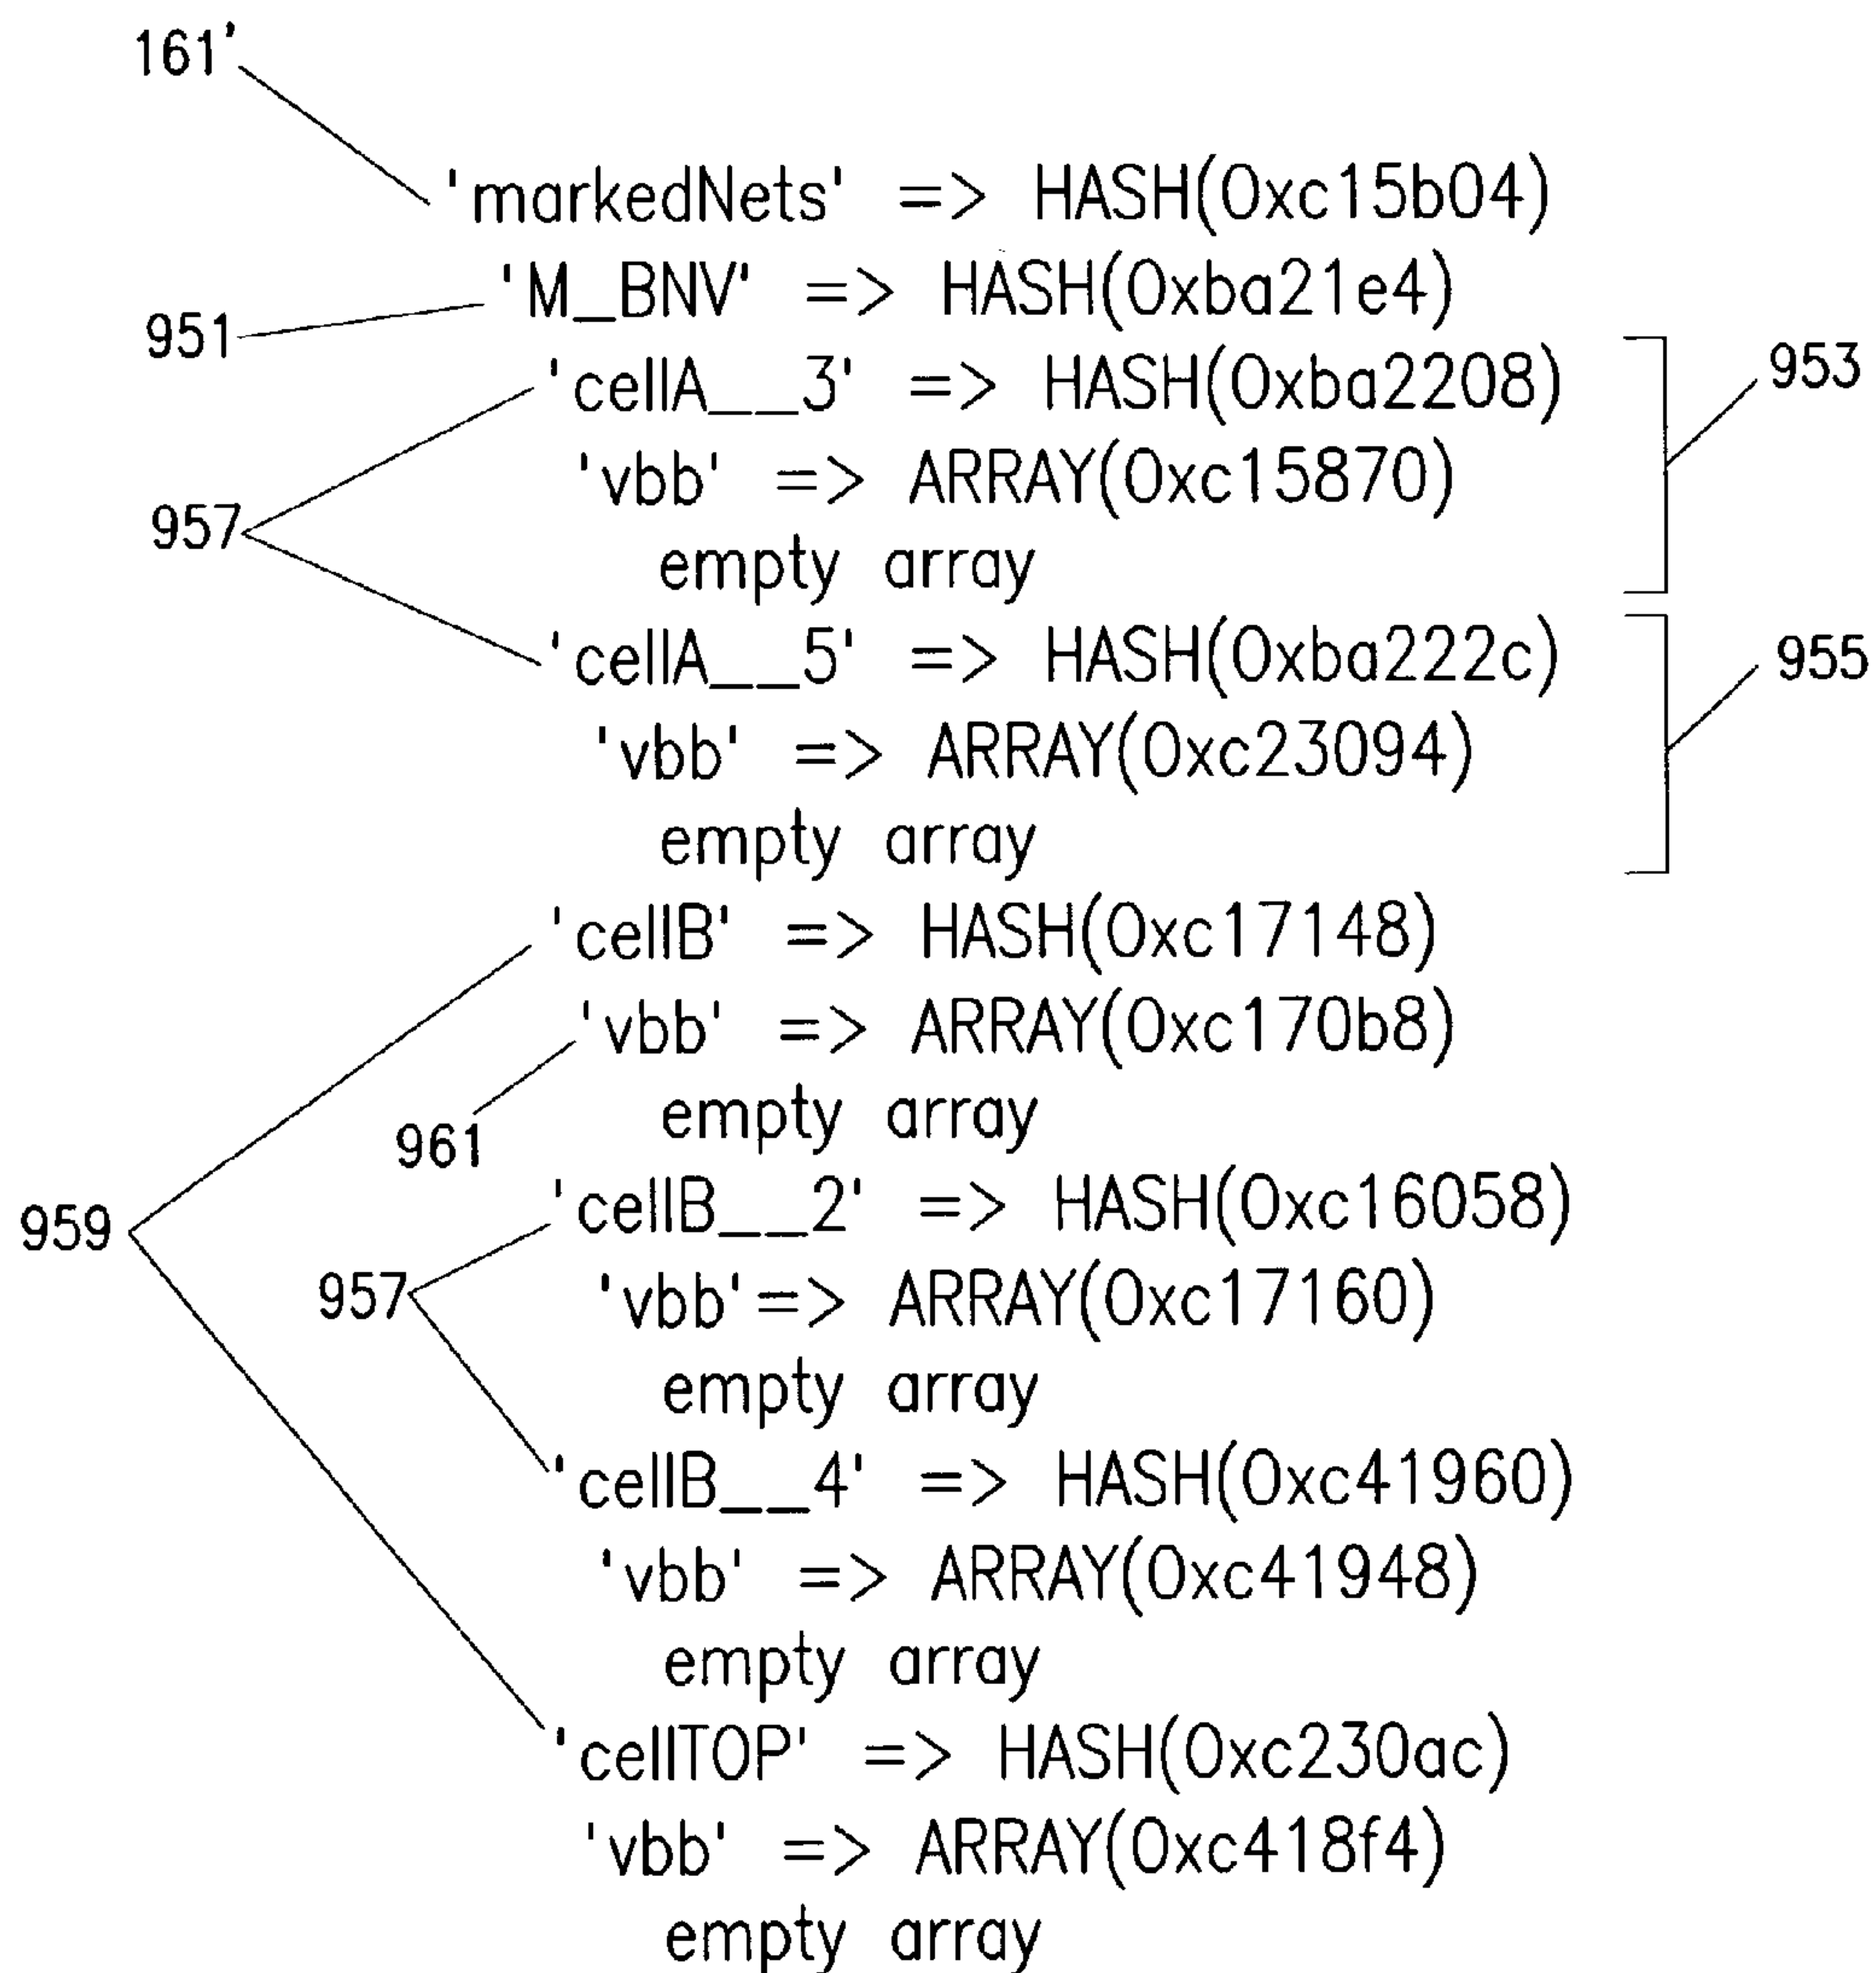 161'
'markedNets' => HASH(0xc15b04)
'M_BNV' => HASH(0xba21e4)
951
'cellA__3' => HASH(0xba2208)
953
'vbb' => ARRAY(0xc15870)
957
empty array
'cellA__5' => HASH(0xba222c)
955
'vbb' => ARRAY(0xc23094)
empty array
'cellB' => HASH(0xc17148)
'vbb' => ARRAY(0xc170b8)
empty array
961
'cellB__2' => HASH(0xc16058)
959
957
'vbb'=> ARRAY(0xc17160)
empty array
'cellB__4' => HASH(0xc41960)
'vbb' => ARRAY(0xc41948)
empty array
'cellTOP' => HASH(0xc230ac)
'vbb' => ARRAY(0xc418f4)
empty array